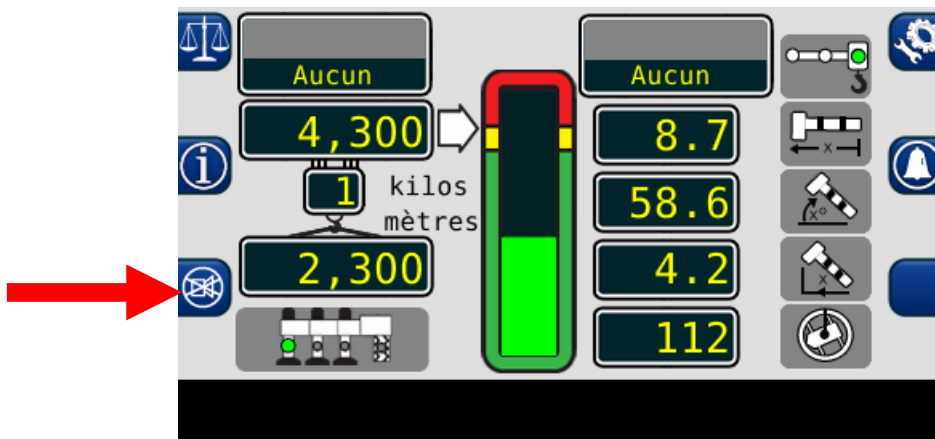 Aucun
4,300
1
kilos
mètres
2,300
Aucun
8.7
x
58.6
x°
4.2
x
112